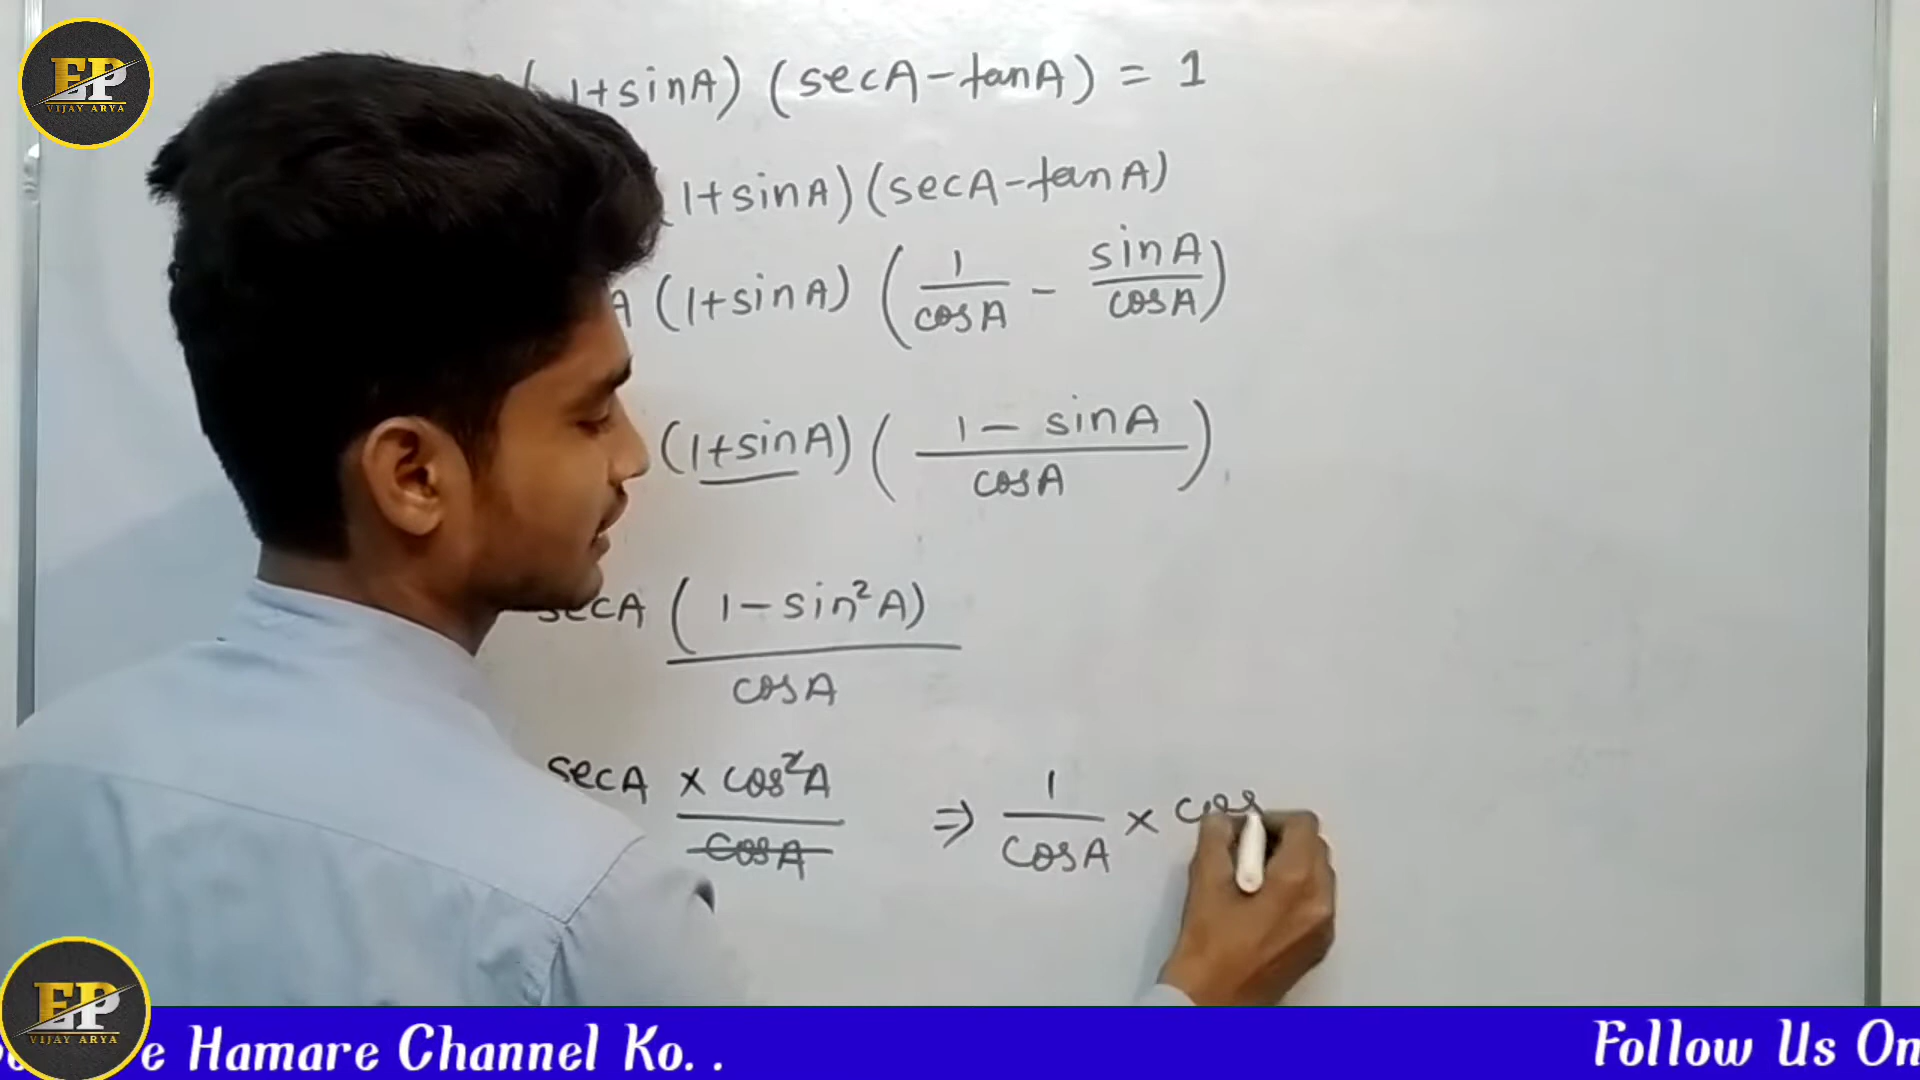 EP
VIJAY ARYA
(1+sinA) (secA-tanA) = 1
(1+sinA)(secA-tanA)
A (1+sinA) ( 1/cosA - sinA/cosA )
(1+sinA) ( 1- sinA / cosA )
secA ( 1-sin²A) / cosA
secA × cos²A / cosA ⇒ 1/cosA × cos
EP
VIJAY ARYA
e Hamare Channel Ko. . Follow Us On